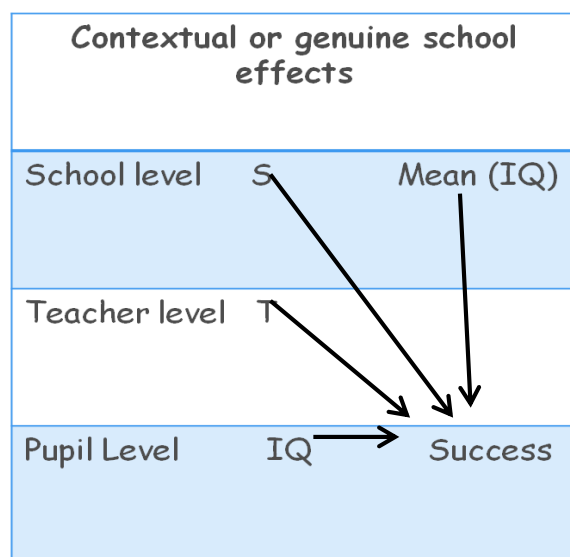 Contextual or genuine school
effects
School level S Mean (IQ)
Teacher level T
Pupil Level IQ Success